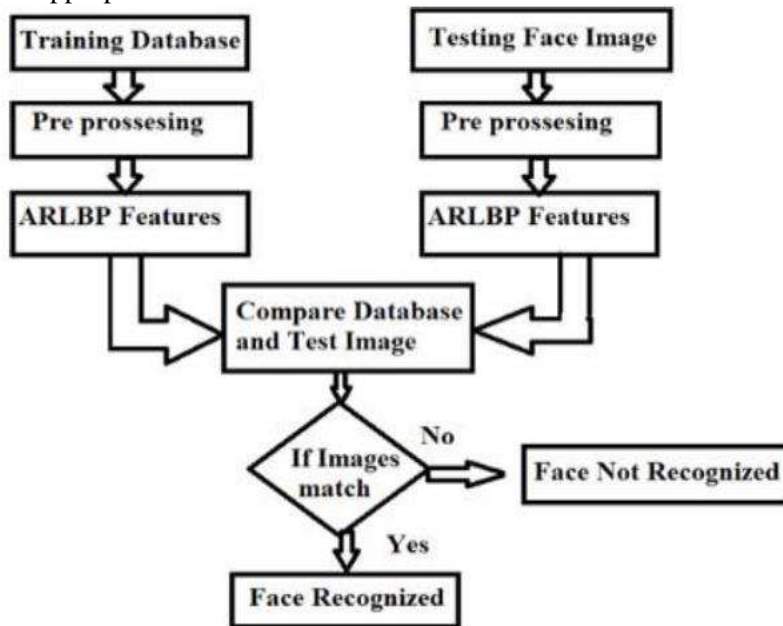 Training Database
Testing Face Image
Pre prossesing
Pre prossesing
ARLBP Features
ARLBP Features
Compare Database
and Test Image
If Images
match
No
Face Not Recognized
Yes
Face Recognized